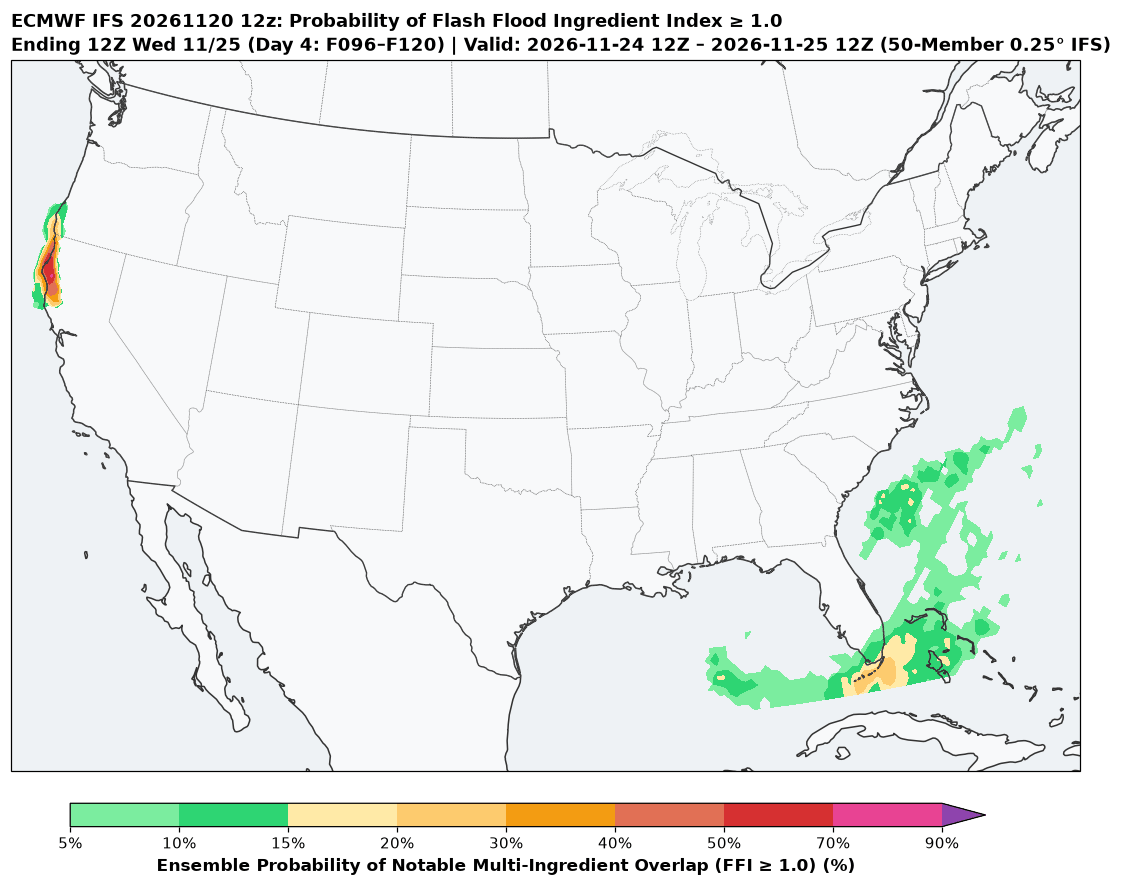 ECMWF IFS 20261120 12z: Probability of Flash Flood Ingredient Index ≥ 1.0
Ending 12Z Wed 11/25 (Day 4: F096–F120) | Valid: 2026-11-24 12Z – 2026-11-25 12Z (50-Member 0.25° IFS)
5% 10% 15% 20% 30% 40% 50% 70% 90%
Ensemble Probability of Notable Multi-Ingredient Overlap (FFI ≥ 1.0) (%)